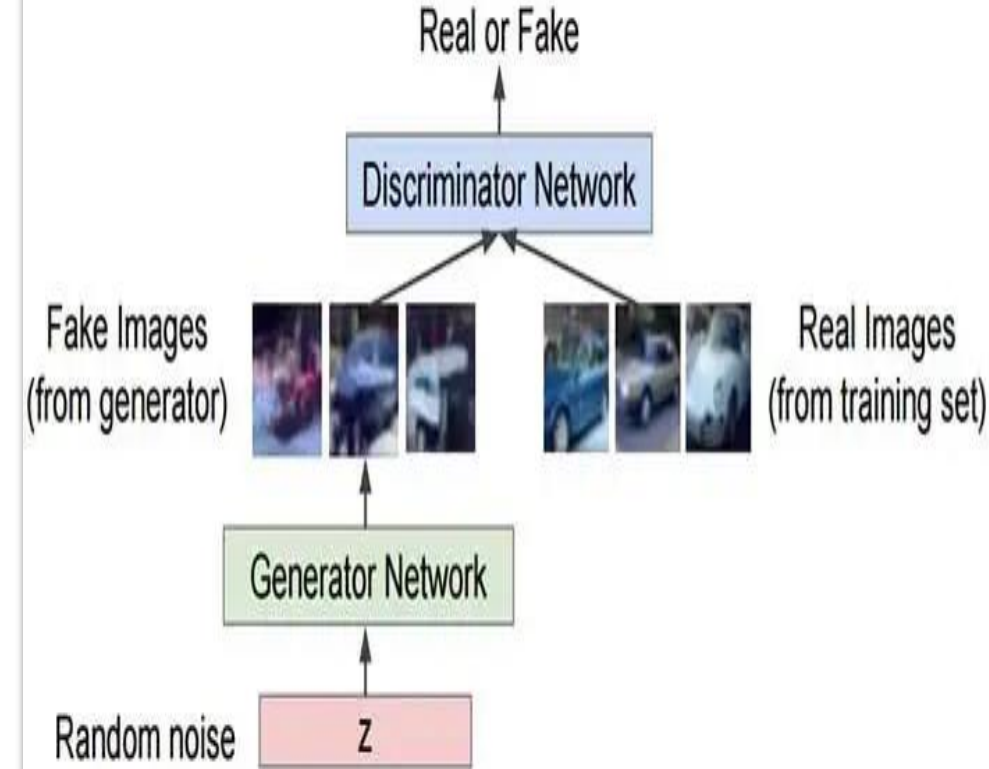 Real or Fake
Discriminator Network
Fake Images
(from generator)
Real Images
(from training set)
Generator Network
Random noise
z